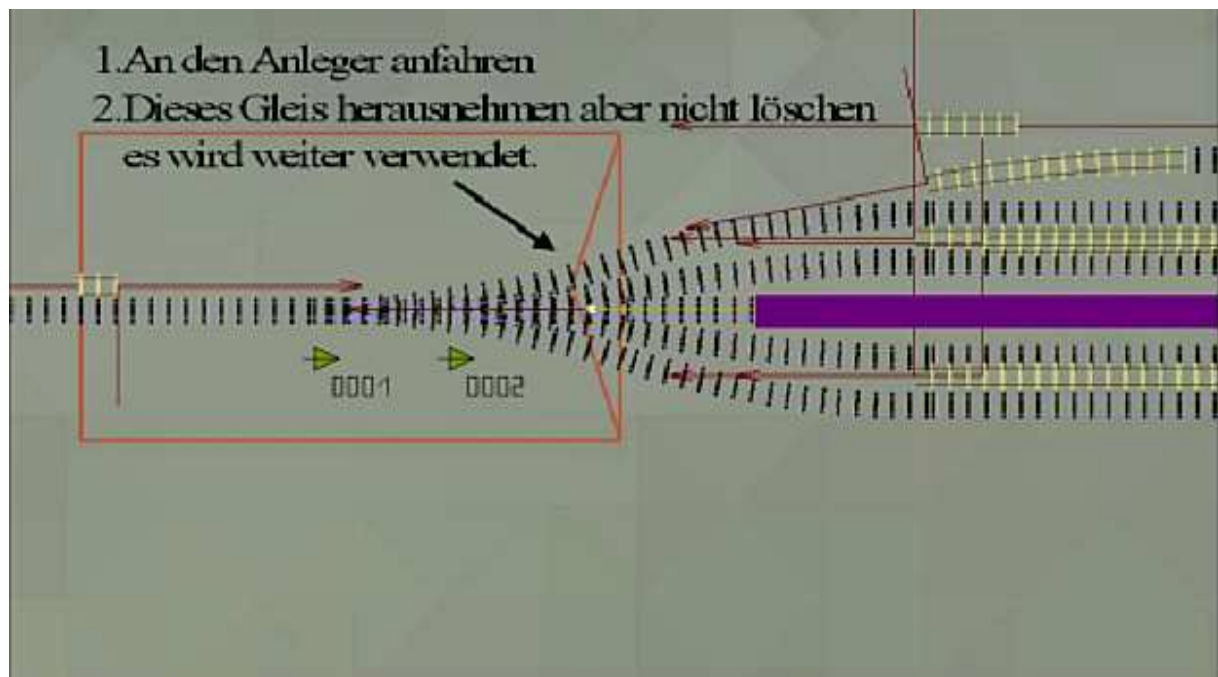 1.An den Anleger anfahren
2.Dieses Gleis herausnehmen aber nicht löschen
es wird weiter verwendet.
0001
0002